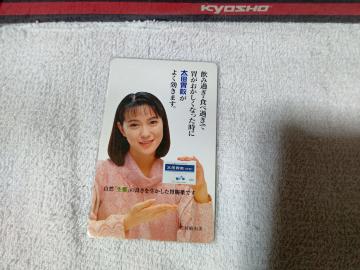 KYOSHO
飲み過ぎ・食べ過ぎで
胃がおかしくなった時に
太田胃散が
よく効きます。
太田胃散
自然「生薬」の良さを生かした胃腸薬です